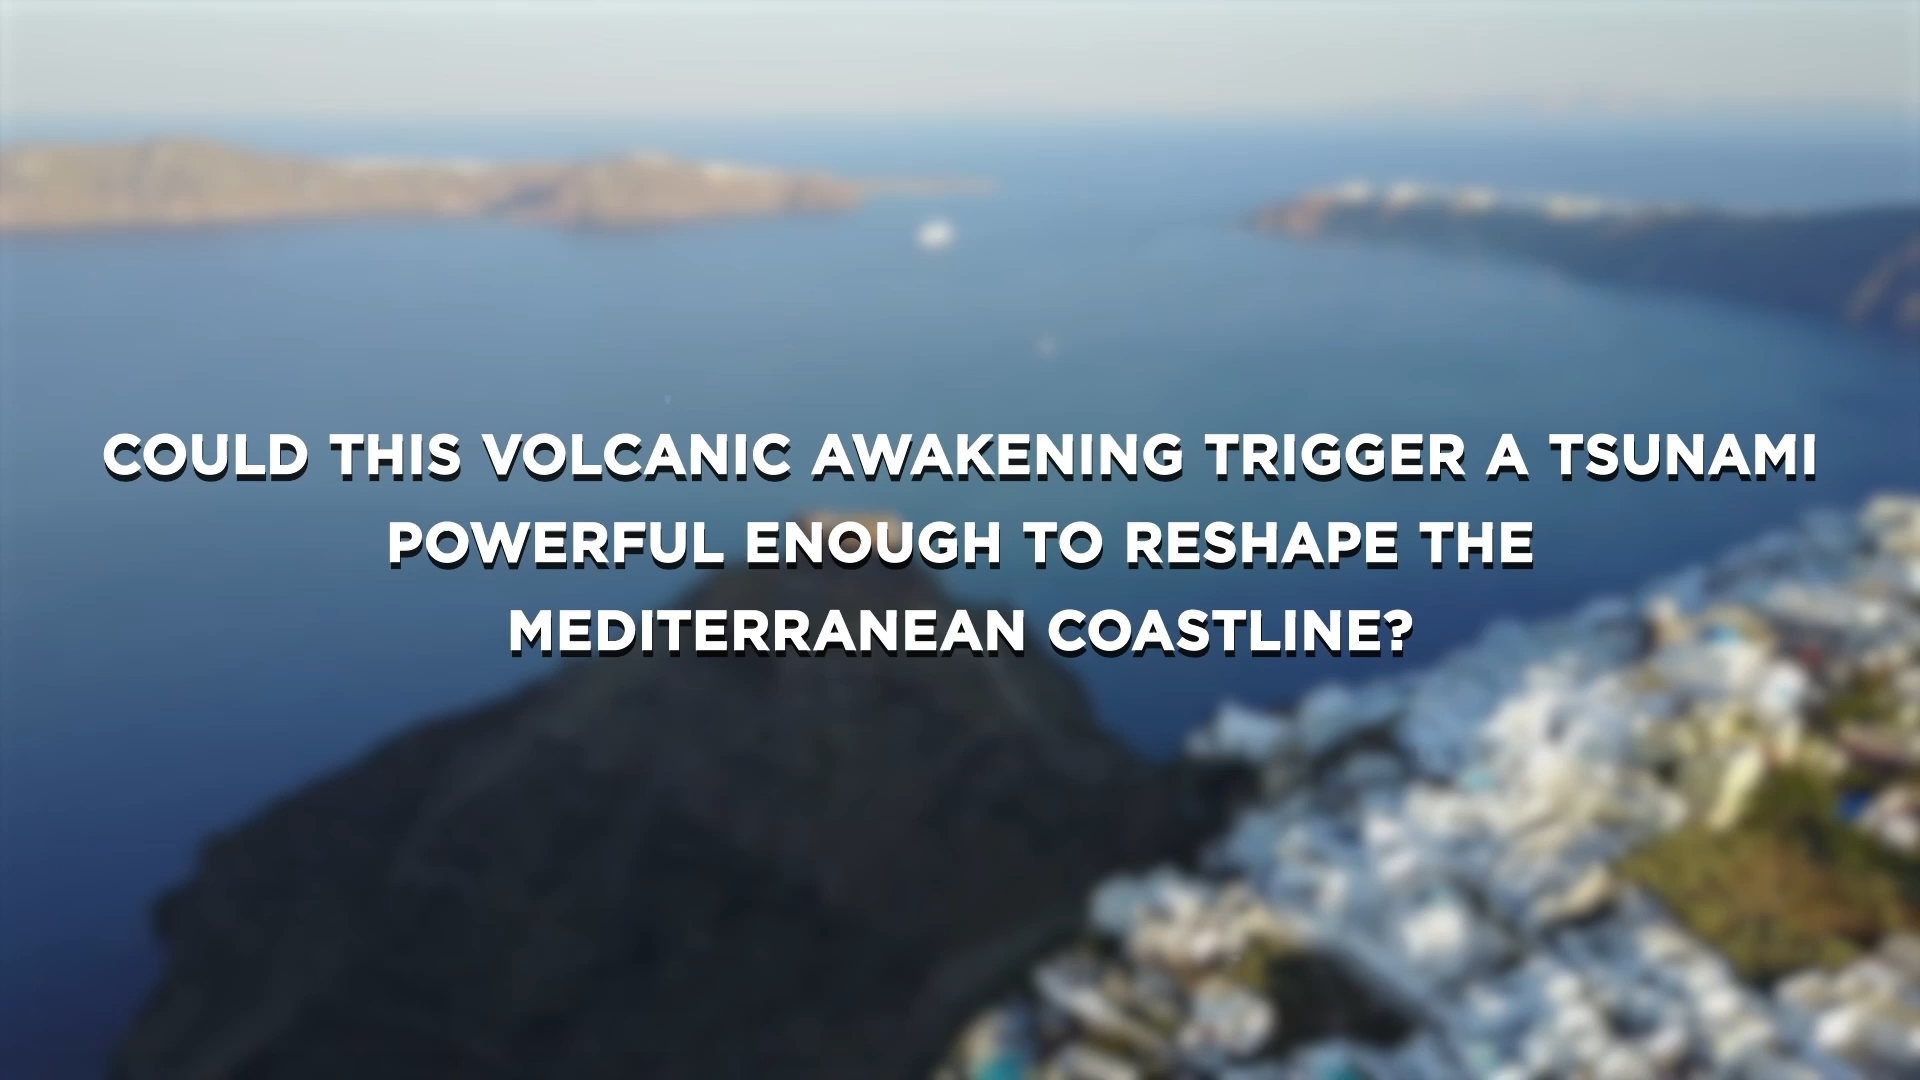 COULD THIS VOLCANIC AWAKENING TRIGGER A TSUNAMI
POWERFUL ENOUGH TO RESHAPE THE
MEDITERRANEAN COASTLINE?